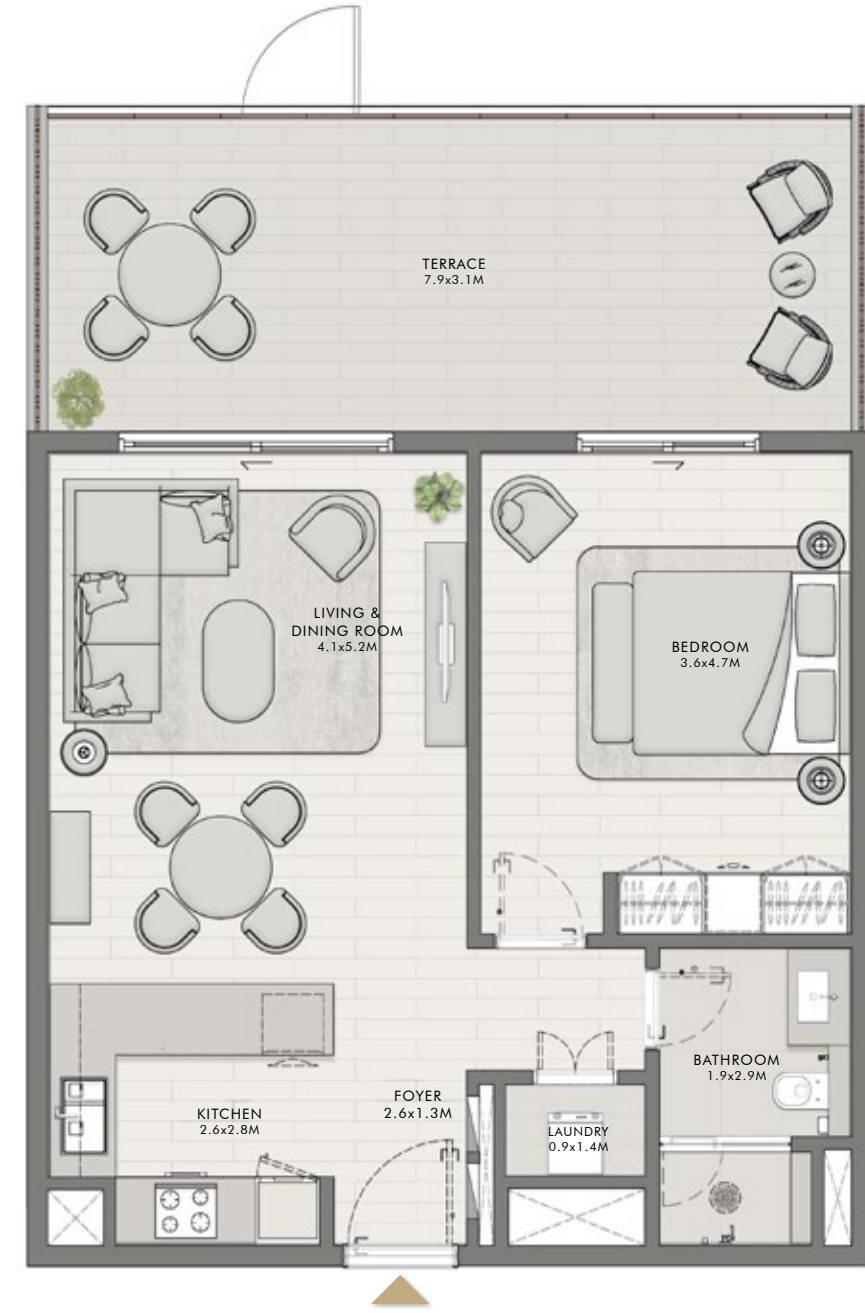 TERRACE
7.9x3.1M
LIVING &
DINING ROOM
4.1x5.2M
BEDROOM
3.6x4.7M
BATHROOM
1.9x2.9M
FOYER
2.6x1.3M
KITCHEN
2.6x2.8M
LAUNDRY
0.9x1.4M